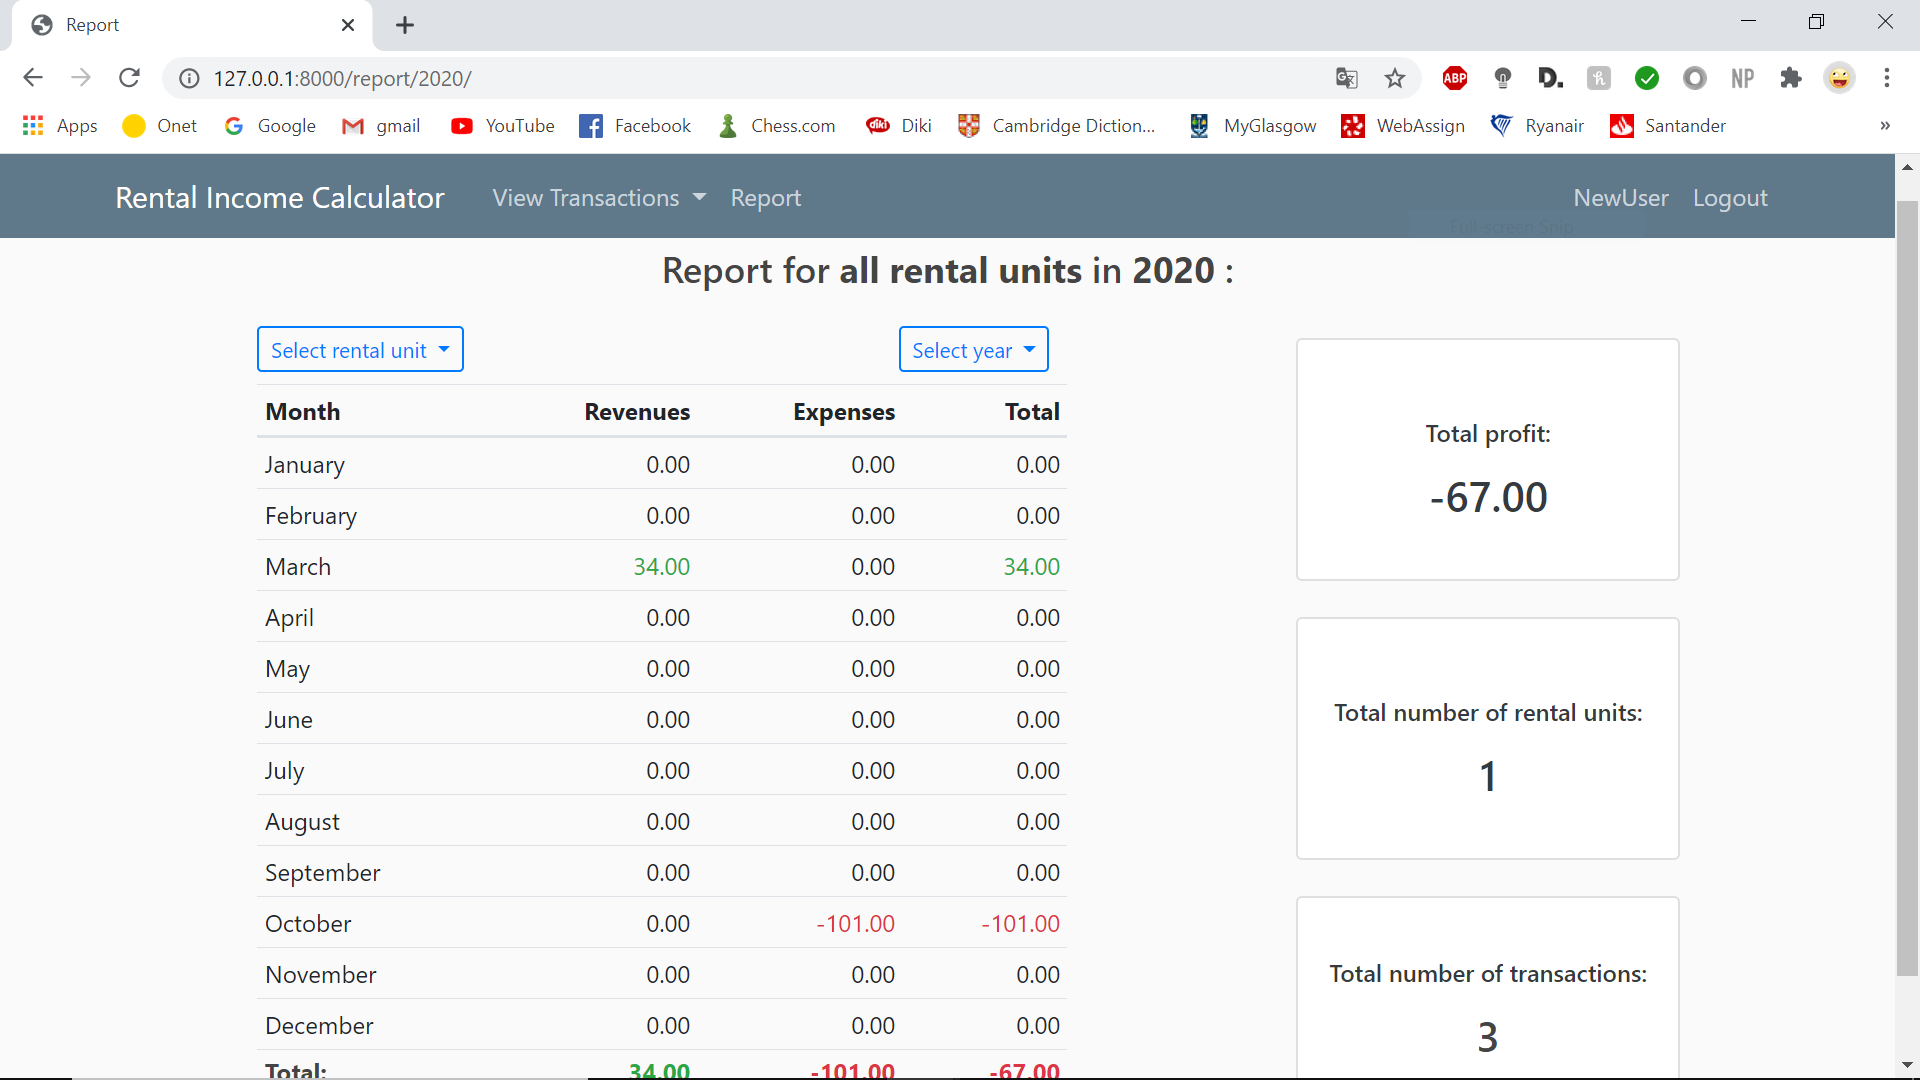 Report
127.0.0.1:8000/report/2020/
ABP D. h NP
Apps Onet Google gmail YouTube Facebook Chess.com diki Diki Cambridge Diction... MyGlasgow WebAssign Ryanair Santander »
Rental Income Calculator View Transactions Report NewUser Logout
Full-screen Snip
Report for all rental units in 2020 :
Select rental unit Select year
Month Revenues Expenses Total
January 0.00 0.00 0.00
February 0.00 0.00 0.00
March 34.00 0.00 34.00
April 0.00 0.00 0.00
May 0.00 0.00 0.00
June 0.00 0.00 0.00
July 0.00 0.00 0.00
August 0.00 0.00 0.00
September 0.00 0.00 0.00
October 0.00 -101.00 -101.00
November 0.00 0.00 0.00
December 0.00 0.00 0.00
Total: 34.00 -101.00 -67.00
Total profit:
-67.00
Total number of rental units:
1
Total number of transactions:
3